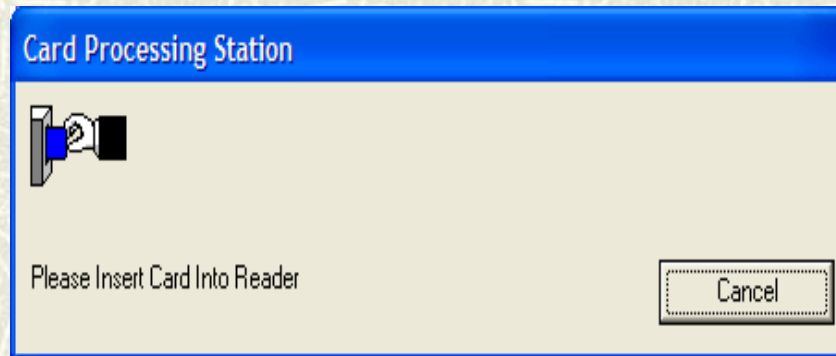 Card Processing Station
Please Insert Card Into Reader
Cancel